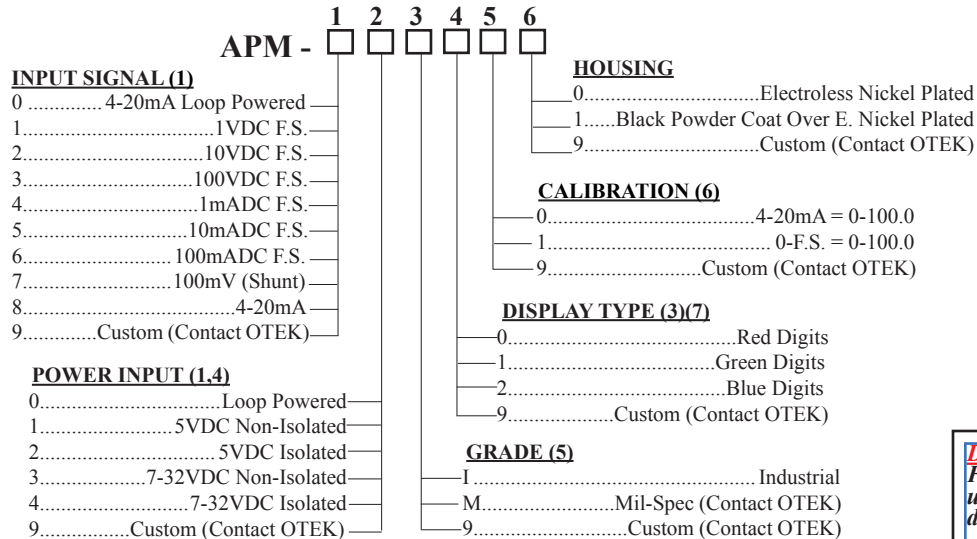 1 2 3 4 5 6
APM -
INPUT SIGNAL (1)
0 ..............4-20mA Loop Powered
1..................................1VDC F.S.
2................................10VDC F.S.
3..............................100VDC F.S.
4...............................1mADC F.S.
5.............................10mADC F.S.
6...........................100mADC F.S.
7..........................100mV (Shunt)
8.....................................4-20mA
9..............Custom (Contact OTEK)
POWER INPUT (1,4)
0.............................Loop Powered
1.....................5VDC Non-Isolated
2............................5VDC Isolated
3.................7-32VDC Non-Isolated
4........................7-32VDC Isolated
9.................Custom (Contact OTEK)
HOUSING
0...........................Electroless Nickel Plated
1......Black Powder Coat Over E. Nickel Plated
9...........................Custom (Contact OTEK)
CALIBRATION (6)
0.................................4-20mA = 0-100.0
1.................................... 0-F.S. = 0-100.0
9........................Custom (Contact OTEK)
DISPLAY TYPE (3)(7)
0....................................Red Digits
1.................................Green Digits
2...................................Blue Digits
9.................Custom (Contact OTEK)
GRADE (5)
I .......................................... Industrial
M....................Mil-Spec (Contact OTEK)
9..........................Custom (Contact OTEK)